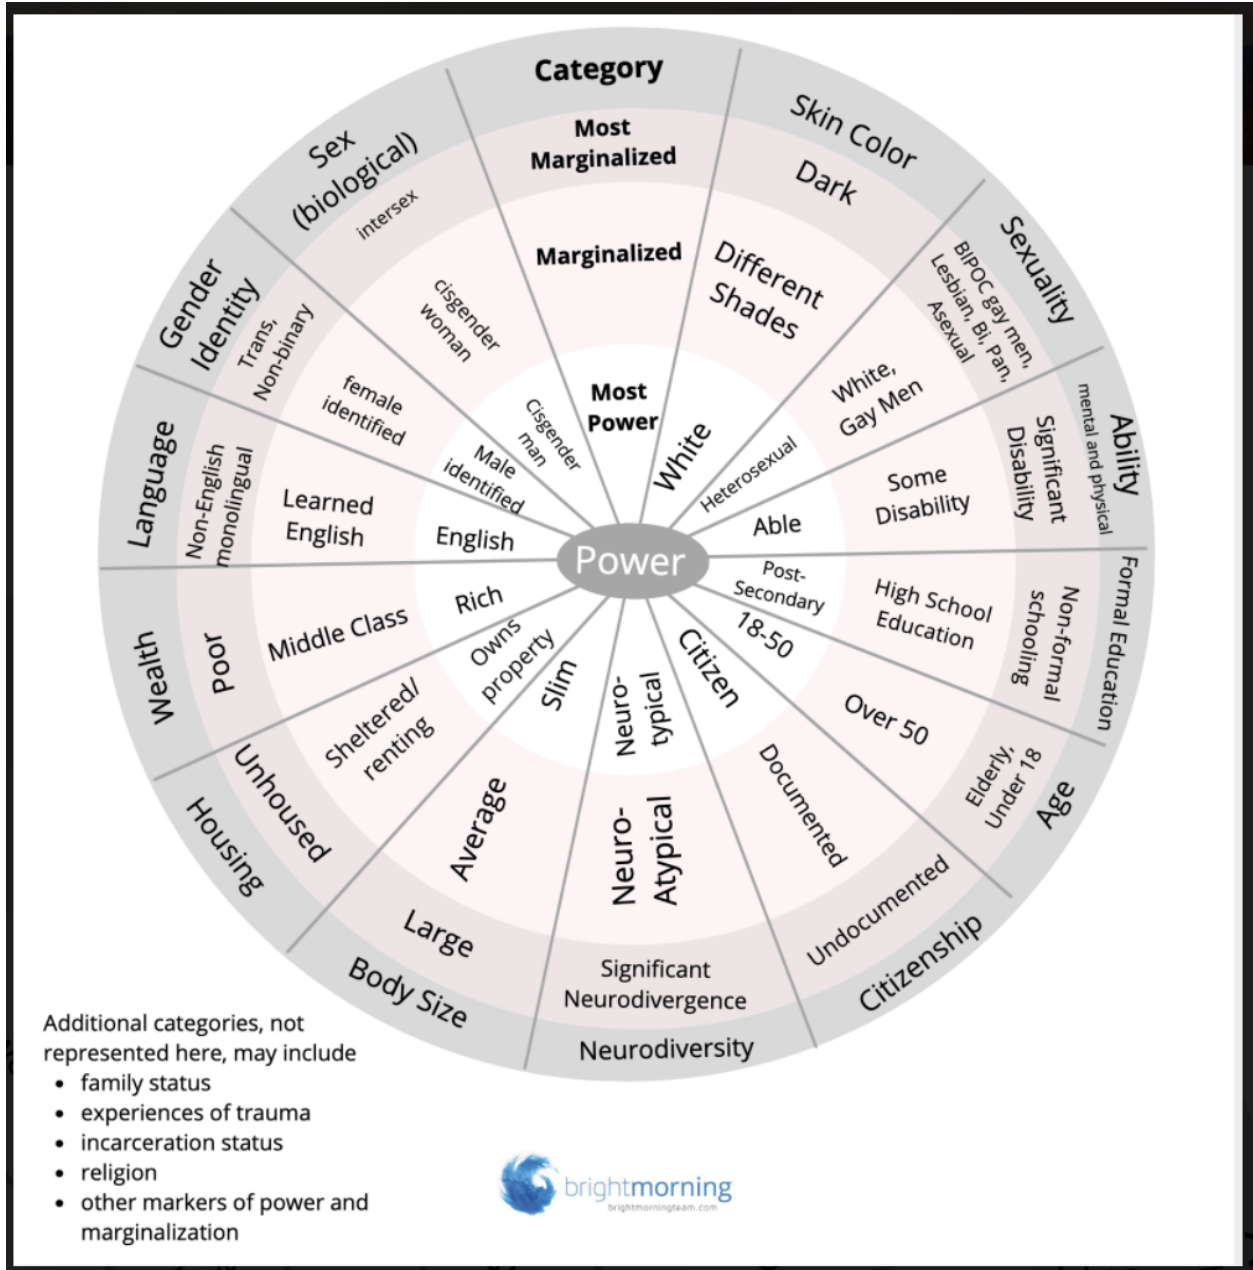 Category
Most
Marginalized
Marginalized
Most
Power
Skin Color
Dark
Different
Shades
White
Sexuality
BIPOC gay men,
Lesbian, Bi, Pan,
Asexual
White,
Gay Men
Heterosexual
Ability
mental and physical
Significant
Disability
Some
Disability
Able
Formal Education
Non-formal
schooling
High School
Education
Post-
Secondary
Age
Elderly,
Under 18
Over 50
18-50
Citizenship
Undocumented
Documented
Citizen
Neurodiversity
Significant
Neurodivergence
Neuro-
Atypical
Neuro-
typical
Body Size
Large
Average
Slim
Housing
Unhoused
Sheltered/
renting
Owns
property
Wealth
Poor
Middle Class
Rich
Language
Non-English
monolingual
Learned
English
English
Gender
Identity
Trans,
Non-binary
female
identified
Male
identified
Sex
(biological)
intersex
cisgender
woman
Cisgender
man
Power
Additional categories, not
represented here, may include
• family status
• experiences of trauma
• incarceration status
• religion
• other markers of power and
marginalization
brightmorning
brightmorningteam.com